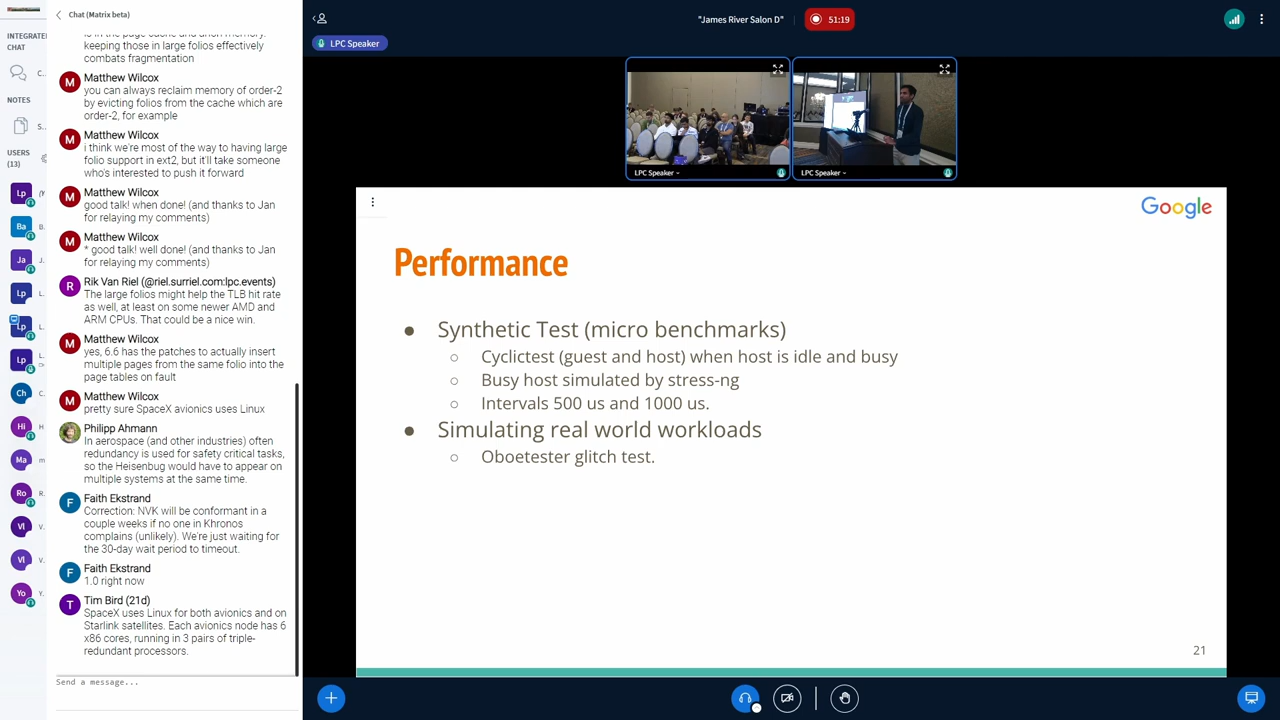 Chat (Matrix beta)
INTEGRATE
CHAT
C..
NOTES
S...
USERS
(13)
keeping those in large folios effectively
combats fragmentation
M
Matthew Wilcox
you can always reclaim memory of order-2
by evicting folios from the cache which are
order-2, for example
M
Matthew Wilcox
i think we're most of the way to having large
folio support in ext2, but it'll take someone
who's interested to push it forward
M
Matthew Wilcox
good talk! when done! (and thanks to Jan
for relaying my comments)
M
Matthew Wilcox
* good talk! well done! (and thanks to Jan
for relaying my comments)
R
Rik Van Riel (@riel.surriel.com:lpc.events)
The large folios might help the TLB hit rate
as well, at least on some newer AMD and
ARM CPUs. That could be a nice win.
M
Matthew Wilcox
yes, 6.6 has the patches to actually insert
multiple pages from the same folio into the
page tables on fault
M
Matthew Wilcox
pretty sure SpaceX avionics uses Linux
Philipp Ahmann
In aerospace (and other industries) often
redundancy is used for safety critical tasks,
so the Heisenbug would have to appear on
multiple systems at the same time.
F
Faith Ekstrand
Correction: NVK will be conformant in a
couple weeks if no one in Khronos
complains (unlikely). We're just waiting for
the 30-day wait period to timeout.
F
Faith Ekstrand
1.0 right now
T
Tim Bird (21d)
SpaceX uses Linux for both avionics and on
Starlink satellites. Each avionics node has 6
x86 cores, running in 3 pairs of triple-
redundant processors.
Send a message...
Lp
Ba
Ja
Lp
Lp
Lp
Ch
Hi
Ma
Ro
Vl
Vl
Yo
"James River Salon D"
51:19
LPC Speaker
LPC Speaker
LPC Speaker
Google
Performance
● Synthetic Test (micro benchmarks)
○ Cyclictest (guest and host) when host is idle and busy
○ Busy host simulated by stress-ng
○ Intervals 500 us and 1000 us.
● Simulating real world workloads
○ Oboetester glitch test.
21